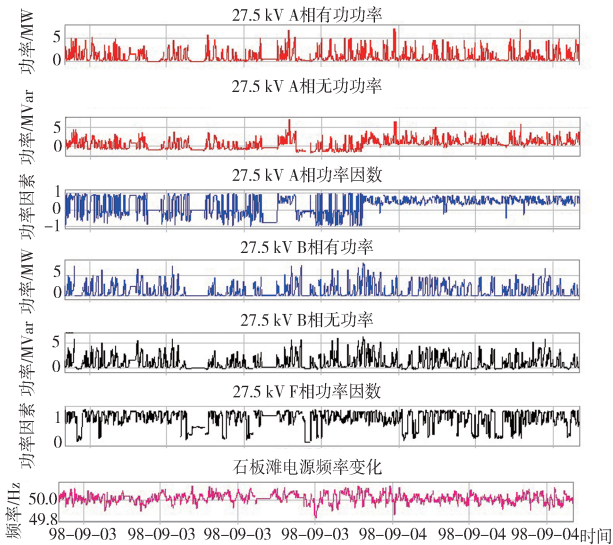 27.5 kV A相有功功率
功率/MW
5
0
27.5 kV A相无功功率
功率/MVar
5
0
27.5 kV A相功率因数
功率因素
1
0
-1
27.5 kV B相有功率
功率/MW
5
0
27.5 kV B相无功率
功率/MVar
5
0
27.5 kV F相功率因数
功率因素
1
0
石板滩电源频率变化
频率/Hz
50.0
49.8
98-09-03 98-09-03 98-09-03 98-09-03 98-09-04 98-09-04 98-09-04时间